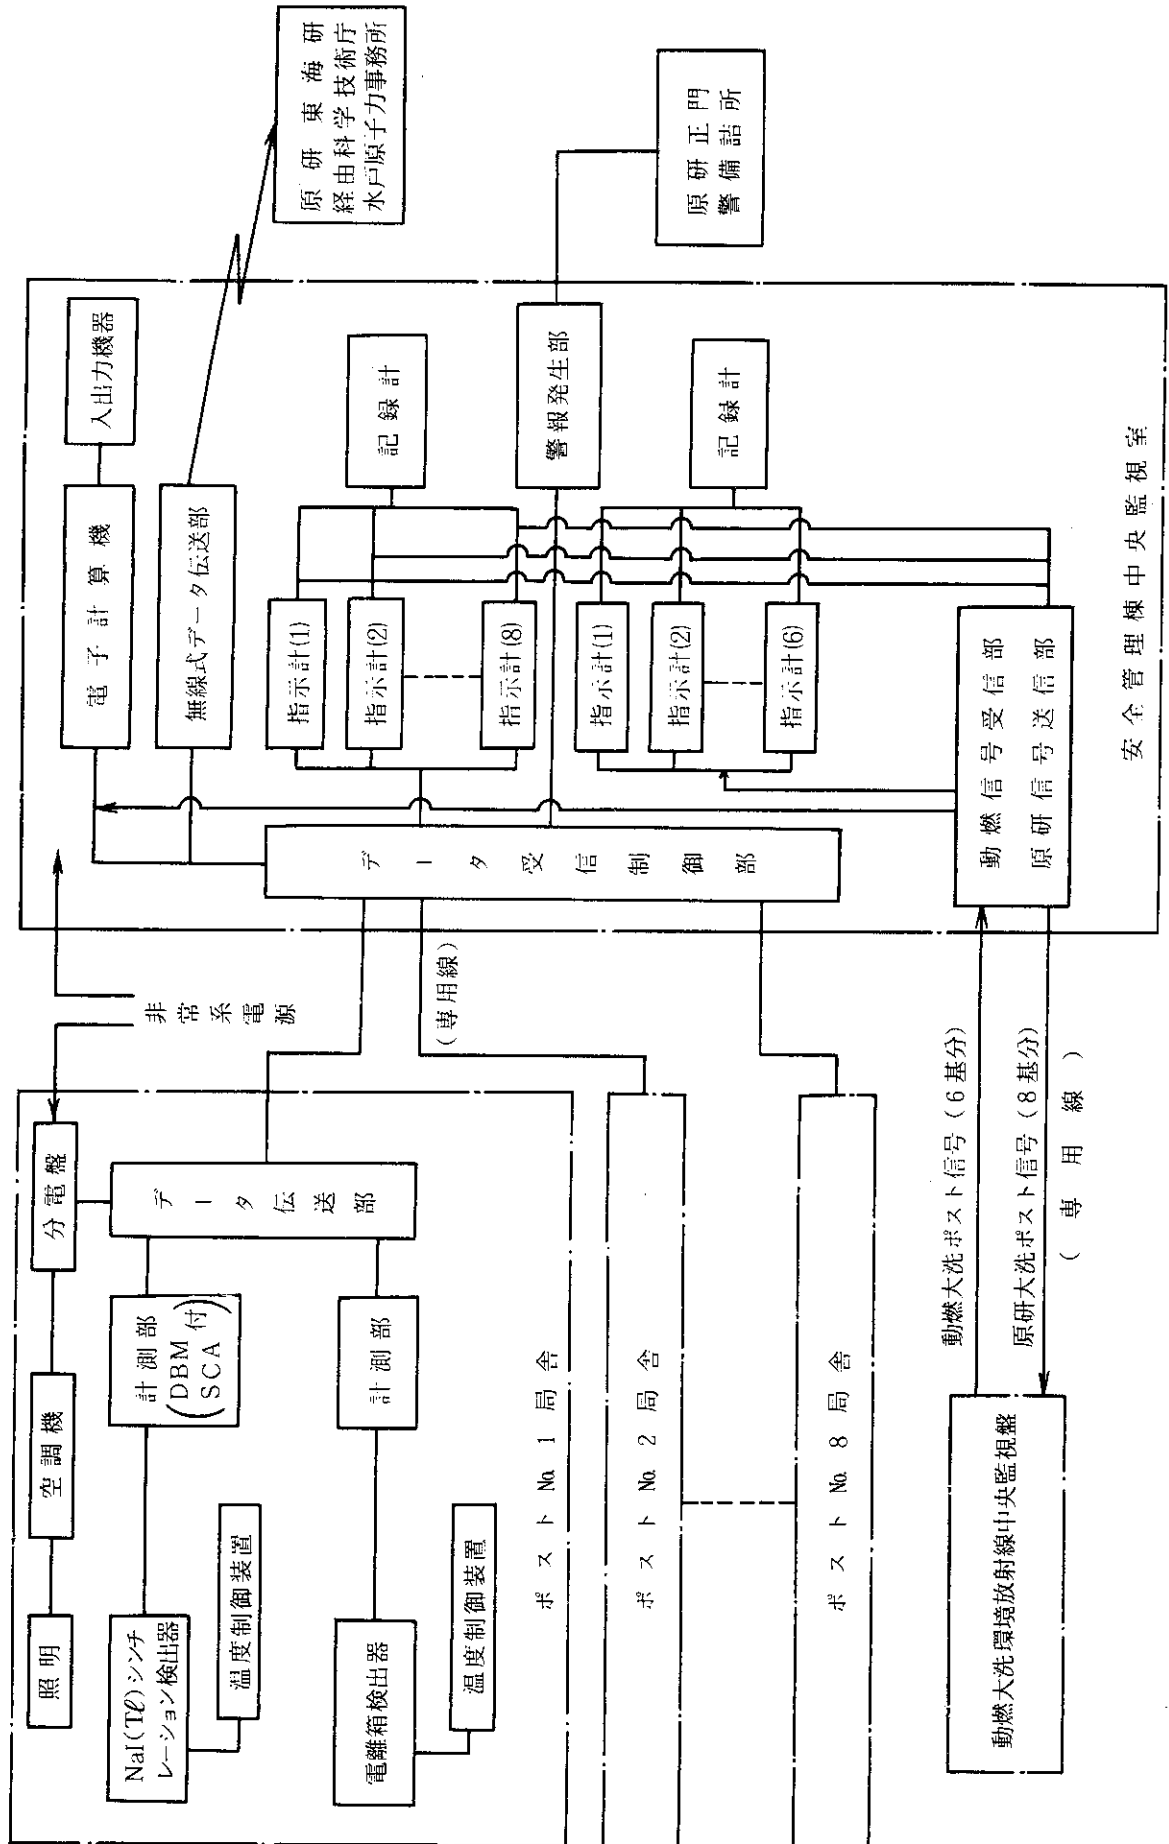 照明
空調機
分電盤
NaI(Tℓ)シンチ
レーション検出器
温度制御装置
計測部
(DBM付
SCA)
データ伝送部
電離箱検出器
温度制御装置
計測部
ポスト No. 1 局舎
ポスト No. 2 局舎
ポスト No. 8 局舎
非常系電源
(専用線)
データ受信制御部
電子計算機
入出力機器
無線式データ伝送部
原研東海研
経由科学技術庁
水戸原子力事務所
指示計(1)
指示計(2)
指示計(8)
記録計
警報発生部
原研正門
警備詰所
指示計(1)
指示計(2)
指示計(6)
記録計
動燃信号受信部
原研信号送信部
安全管理棟中央監視室
動燃大洗ポスト信号(6基分)
原研大洗ポスト信号(8基分)
(専用線)
動燃大洗環境放射線中央監視盤